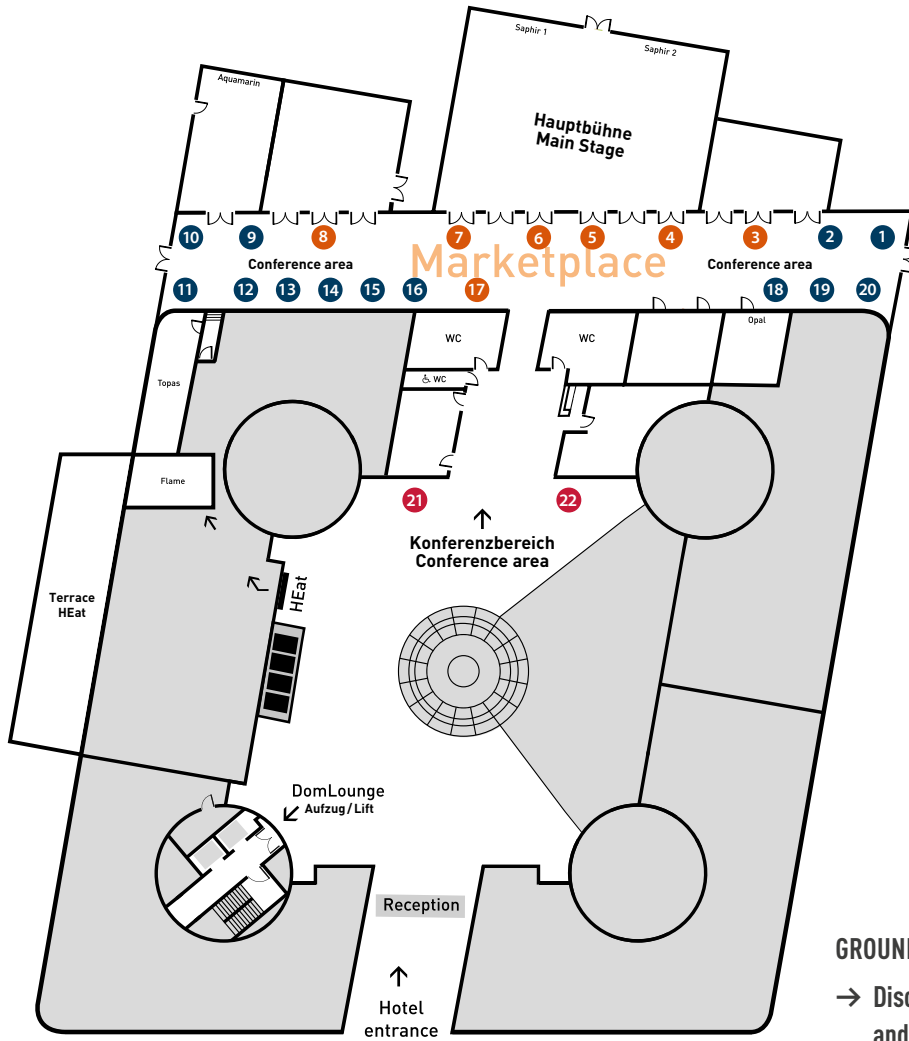 Saphir 1
Saphir 2
Aquamarin
Hauptbühne
Main Stage
10
9
8
7
6
5
4
3
2
1
Conference area
Marketplace
Conference area
11
12
13
14
15
16
17
18
19
20
WC
WC
Opal
WC
Topas
Flame
21
22
Konferenzbereich
Conference area
HEat
Terrace
HEat
DomLounge
Aufzug/Lift
Reception
Hotel
entrance
GROUN
→ Disc
and